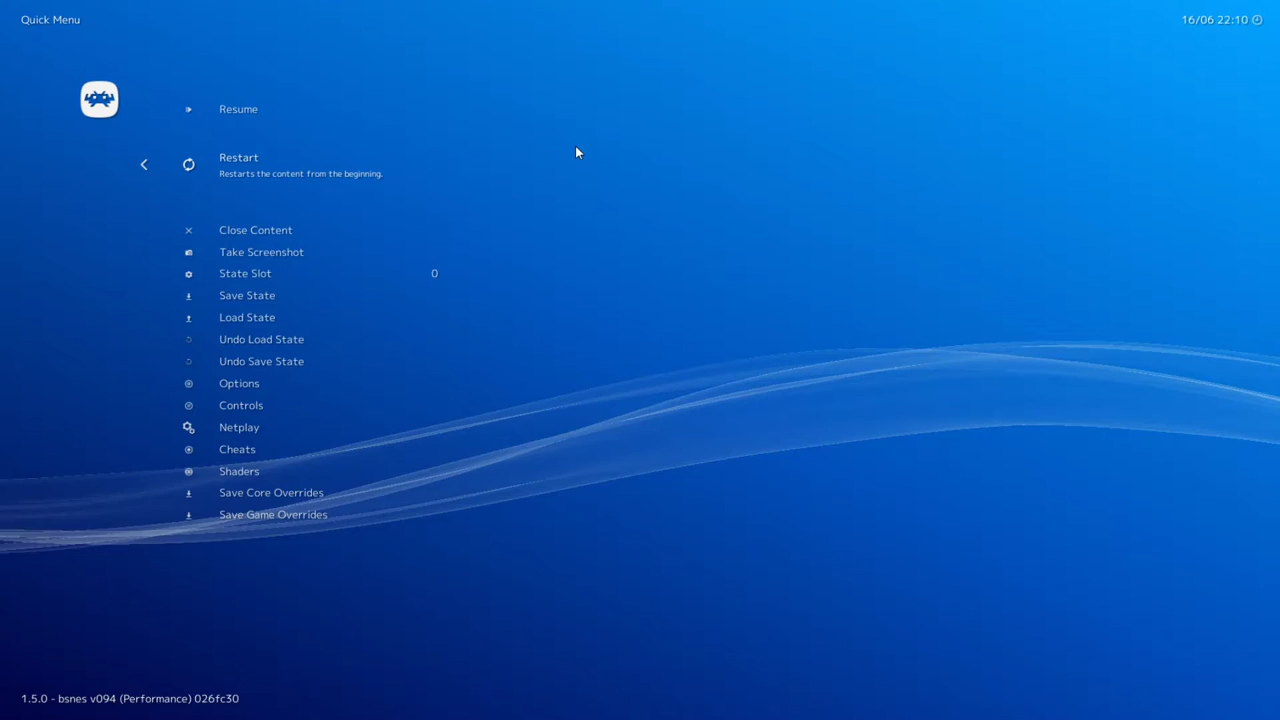 Quick Menu
16/06 22:10
Resume
Restart
Restarts the content from the beginning.
Close Content
Take Screenshot
State Slot 0
Save State
Load State
Undo Load State
Undo Save State
Options
Controls
Netplay
Cheats
Shaders
Save Core Overrides
Save Game Overrides
1.5.0 - bsnes v094 (Performance) 026fc30